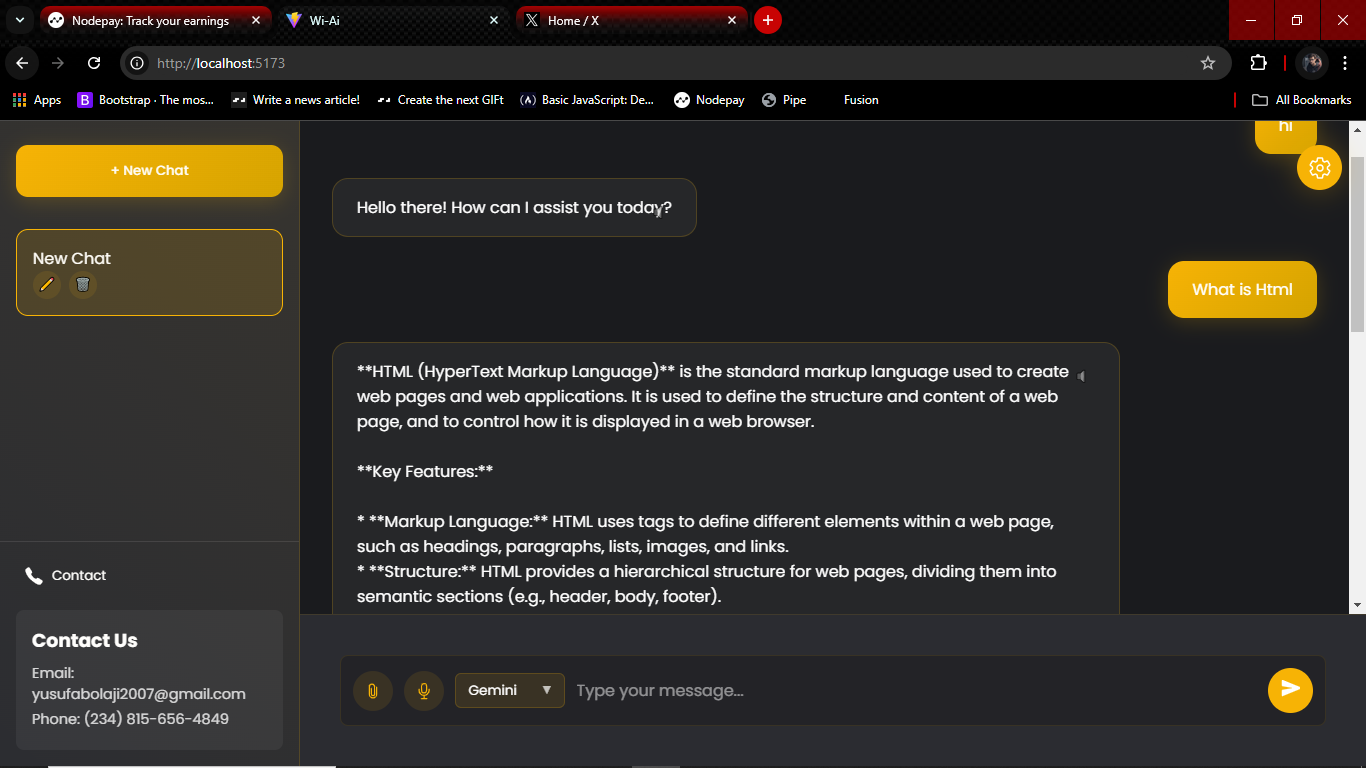 Nodepay: Track your earnings
Wi-Ai
Home / X
http://localhost:5173
Apps
Bootstrap · The mos...
Write a news article!
Create the next GIFt
Basic JavaScript: De...
Nodepay
Pipe
Fusion
All Bookmarks
+ New Chat
New Chat
Contact
Contact Us
Email:
yusufabolaji2007@gmail.com
Phone: (234) 815-656-4849
hi
Hello there! How can I assist you today?
What is Html
**HTML (HyperText Markup Language)** is the standard markup language used to create
web pages and web applications. It is used to define the structure and content of a web
page, and to control how it is displayed in a web browser.
**Key Features:**
* **Markup Language:** HTML uses tags to define different elements within a web page,
such as headings, paragraphs, lists, images, and links.
* **Structure:** HTML provides a hierarchical structure for web pages, dividing them into
semantic sections (e.g., header, body, footer).
Gemini
Type your message...